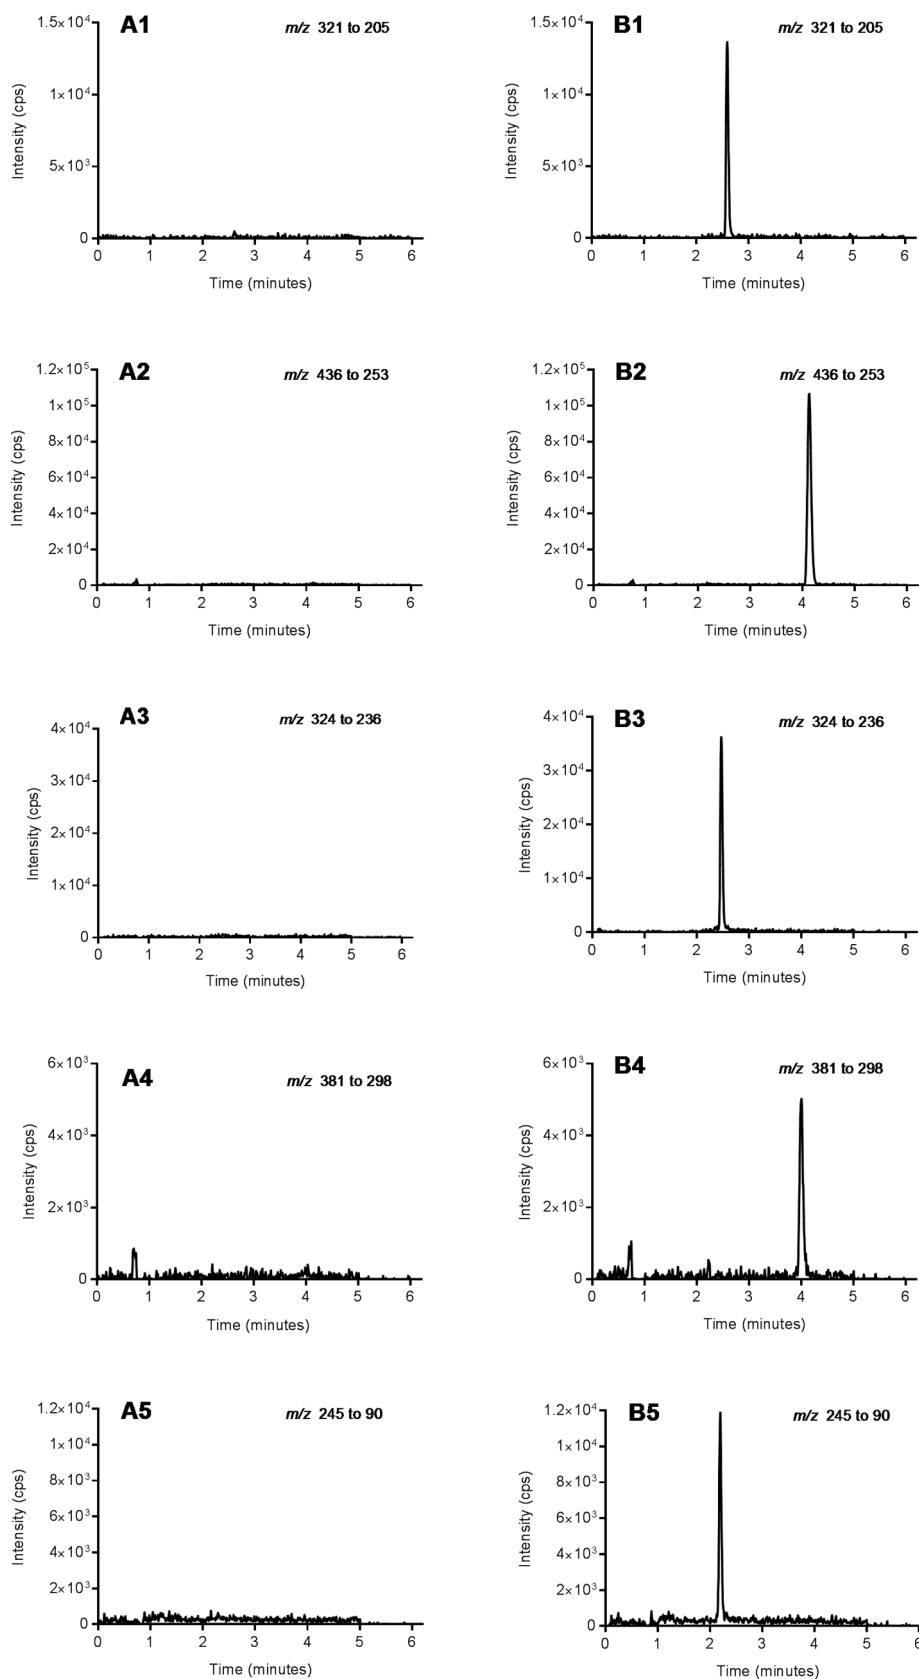 A1
m/z 321 to 205
1.5×10⁴
1×10⁴
5×10³
0
Intensity (cps)
0 1 2 3 4 5 6
Time (minutes)
B1
m/z 321 to 205
1.5×10⁴
1×10⁴
5×10³
0
Intensity (cps)
0 1 2 3 4 5 6
Time (minutes)
A2
m/z 436 to 253
1.2×10⁵
1×10⁵
8×10⁴
6×10⁴
4×10⁴
2×10⁴
0
Intensity (cps)
0 1 2 3 4 5 6
Time (minutes)
B2
m/z 436 to 253
1.2×10⁵
1×10⁵
8×10⁴
6×10⁴
4×10⁴
2×10⁴
0
Intensity (cps)
0 1 2 3 4 5 6
Time (minutes)
A3
m/z 324 to 236
4×10⁴
3×10⁴
2×10⁴
1×10⁴
0
Intensity (cps)
0 1 2 3 4 5 6
Time (minutes)
B3
m/z 324 to 236
4×10⁴
3×10⁴
2×10⁴
1×10⁴
0
Intensity (cps)
0 1 2 3 4 5 6
Time (minutes)
A4
m/z 381 to 298
6×10³
4×10³
2×10³
0
Intensity (cps)
0 1 2 3 4 5 6
Time (minutes)
B4
m/z 381 to 298
6×10³
4×10³
2×10³
0
Intensity (cps)
0 1 2 3 4 5 6
Time (minutes)
A5
m/z 245 to 90
1.2×10⁴
1×10⁴
8×10³
6×10³
4×10³
2×10³
0
Intensity (cps)
0 1 2 3 4 5 6
Time (minutes)
B5
m/z 245 to 90
1.2×10⁴
1×10⁴
8×10³
6×10³
4×10³
2×10³
0
Intensity (cps)
0 1 2 3 4 5 6
Time (minutes)